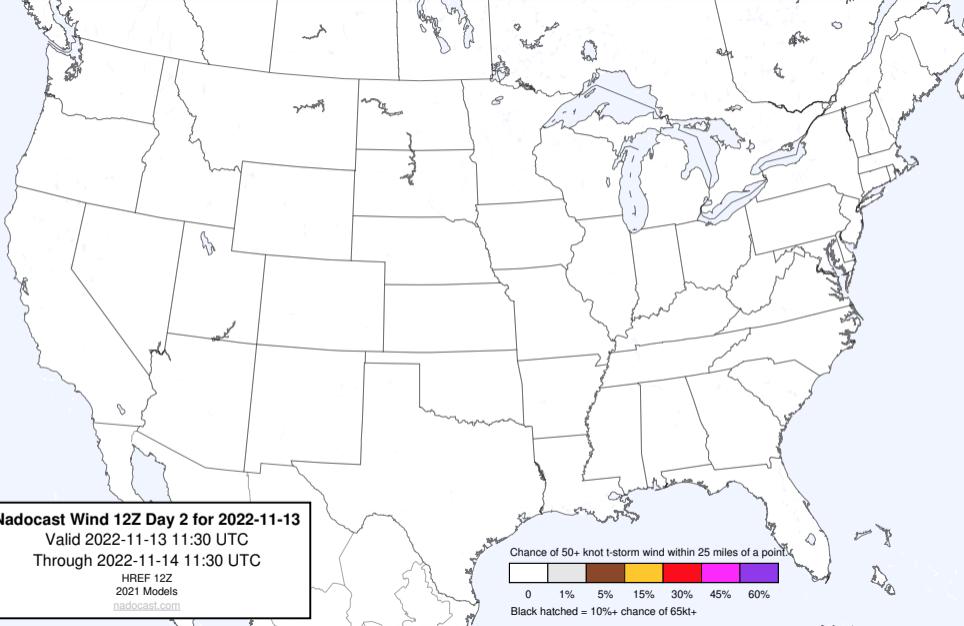 Nadocast Wind 12Z Day 2 for 2022-11-13
Valid 2022-11-13 11:30 UTC
Through 2022-11-14 11:30 UTC
HREF 12Z
2021 Models
nadocast.com
Chance of 50+ knot t-storm wind within 25 miles of a point.
0 1% 5% 15% 30% 45% 60%
Black hatched = 10%+ chance of 65kt+